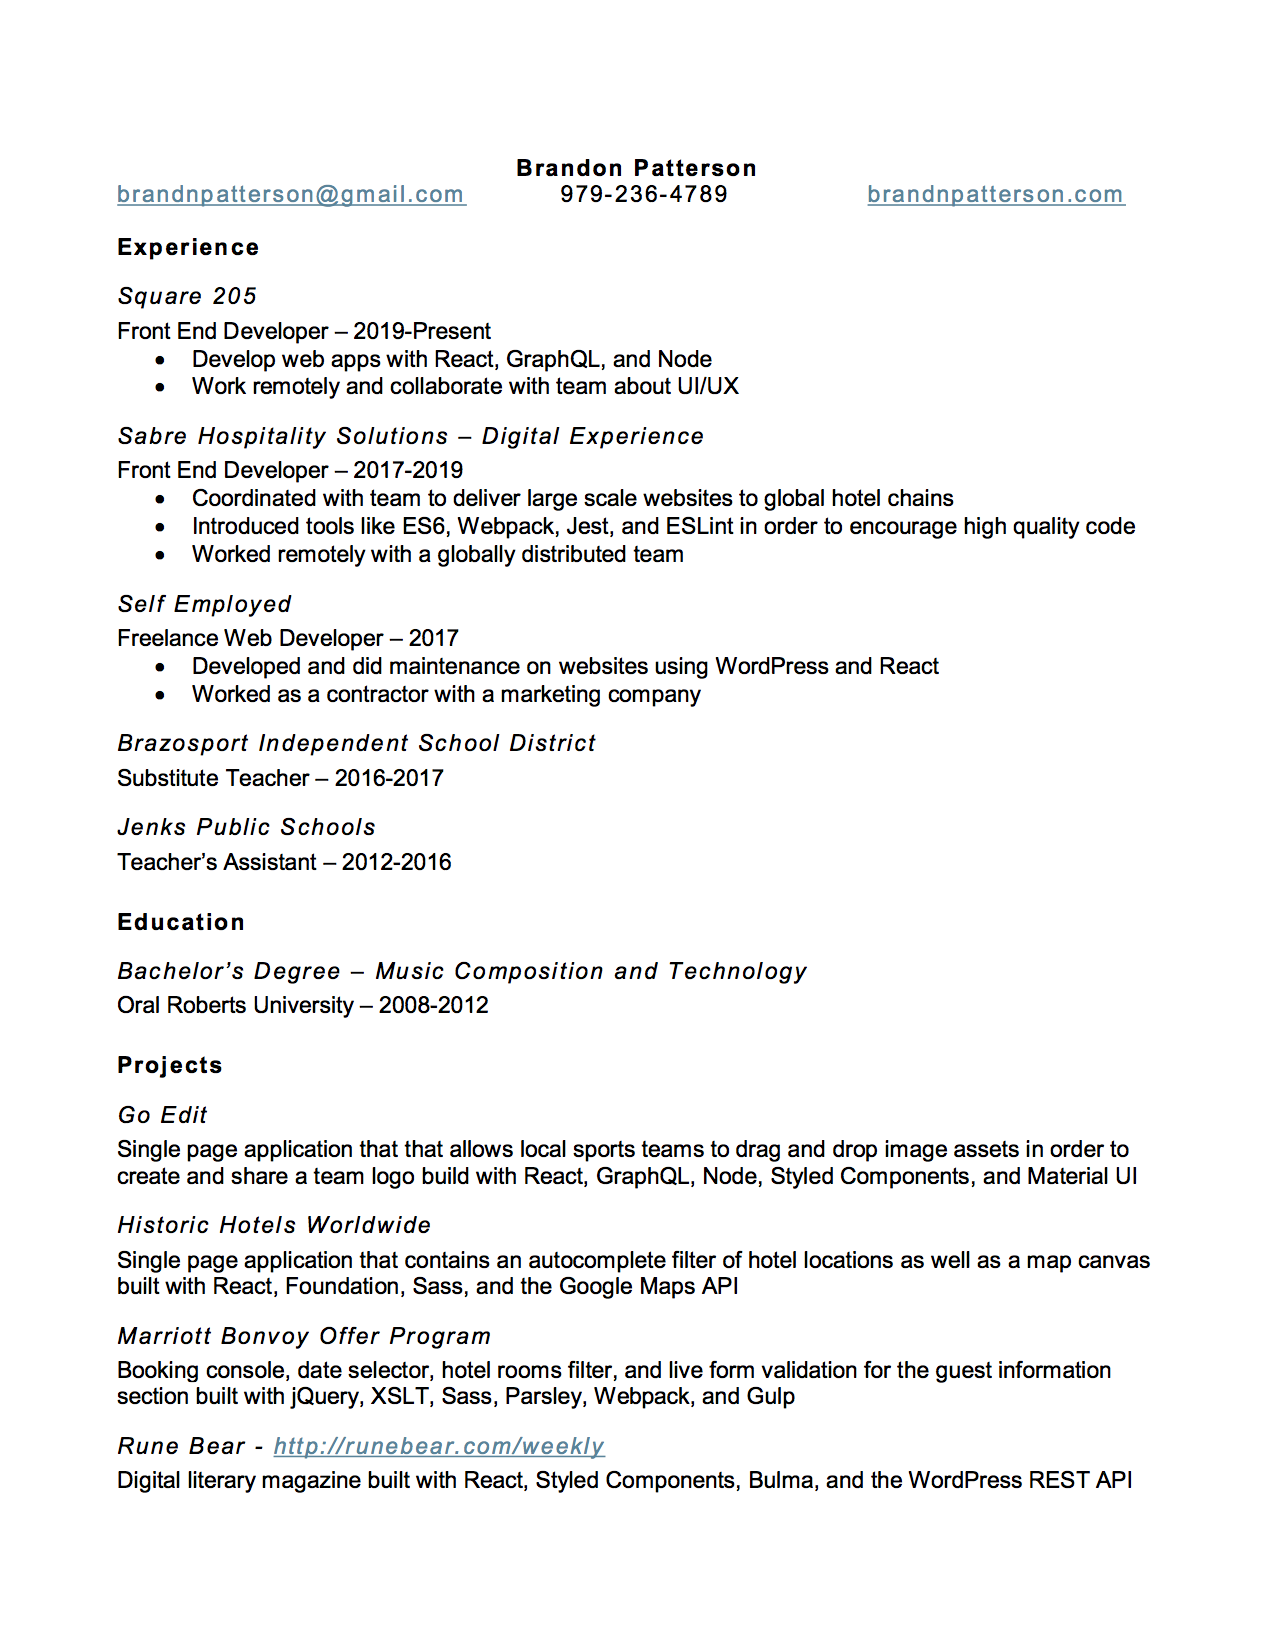 Brandon Patterson
brandnpatterson@gmail.com 979-236-4789 brandnpatterson.com
Experience
Square 205
Front End Developer – 2019-Present
• Develop web apps with React, GraphQL, and Node
• Work remotely and collaborate with team about UI/UX
Sabre Hospitality Solutions – Digital Experience
Front End Developer – 2017-2019
• Coordinated with team to deliver large scale websites to global hotel chains
• Introduced tools like ES6, Webpack, Jest, and ESLint in order to encourage high quality code
• Worked remotely with a globally distributed team
Self Employed
Freelance Web Developer – 2017
• Developed and did maintenance on websites using WordPress and React
• Worked as a contractor with a marketing company
Brazosport Independent School District
Substitute Teacher – 2016-2017
Jenks Public Schools
Teacher’s Assistant – 2012-2016
Education
Bachelor’s Degree – Music Composition and Technology
Oral Roberts University – 2008-2012
Projects
Go Edit
Single page application that that allows local sports teams to drag and drop image assets in order to
create and share a team logo build with React, GraphQL, Node, Styled Components, and Material UI
Historic Hotels Worldwide
Single page application that contains an autocomplete filter of hotel locations as well as a map canvas
built with React, Foundation, Sass, and the Google Maps API
Marriott Bonvoy Offer Program
Booking console, date selector, hotel rooms filter, and live form validation for the guest information
section built with jQuery, XSLT, Sass, Parsley, Webpack, and Gulp
Rune Bear - http://runebear.com/weekly
Digital literary magazine built with React, Styled Components, Bulma, and the WordPress REST API